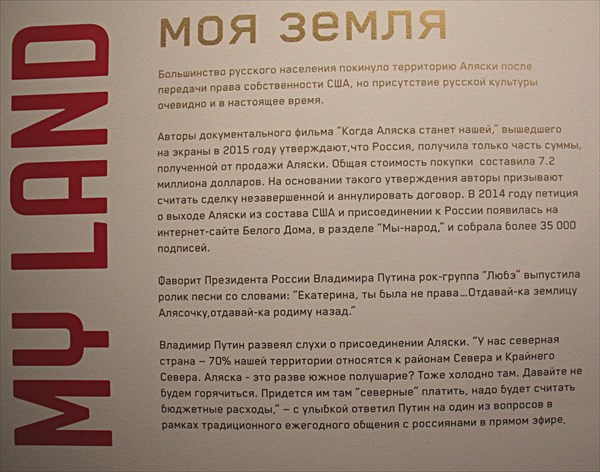 MY LAND
МОЯ ЗЕМЛЯ
Большинство русского населения покинуло территорию Аляски после
передачи права собственности США, но присутствие русской культуры
очевидно и в настоящее время.
Авторы документального фильма "Когда Аляска станет нашей," вышедшего
на экраны в 2015 году утверждают,что Россия, получила только часть суммы,
полученной от продажи Аляски. Общая стоимость покупки составила 7.2
миллиона долларов. На основании такого утверждения авторы призывают
считать сделку незавершенной и аннулировать договор. В 2014 году петиция
о выходе Аляски из состава США и присоединении к России появилась на
интернет-сайте Белого Дома, в разделе "Мы-народ," и собрала более 35 000
подписей.
Фаворит Президента России Владимира Путина рок-группа "Любэ" выпустила
ролик песни со словами: "Екатерина, ты была не права...Отдавай-ка землицу
Алясочку,отдавай-ка родиму назад."
Владимир Путин развеял слухи о присоединении Аляски. "У нас северная
страна – 70% нашей территории относятся к районам Севера и Крайнего
Севера. Аляска - это разве южное полушарие? Тоже холодно там. Давайте не
будем горячиться. Придется им там "северные" платить, надо будет считать
бюджетные расходы," – с улыбкой ответил Путин на один из вопросов в
рамках традиционного ежегодного общения с россиянами в прямом эфире.